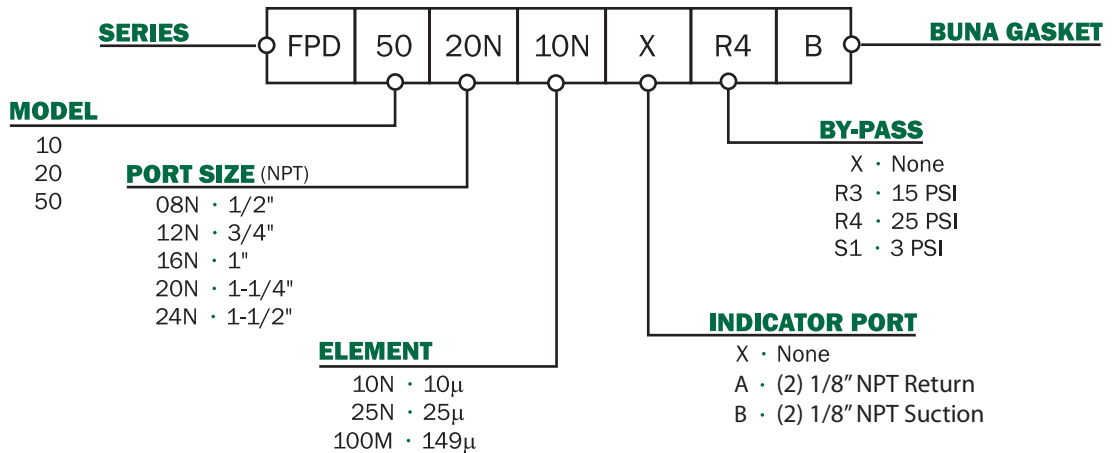 SERIES
FPD 50 20N 10N X R4 B
BUNA GASKET
MODEL
10
20
50
PORT SIZE (NPT)
08N · 1/2"
12N · 3/4"
16N · 1"
20N · 1-1/4"
24N · 1-1/2"
ELEMENT
10N · 10µ
25N · 25µ
100M · 149µ
BY-PASS
X · None
R3 · 15 PSI
R4 · 25 PSI
S1 · 3 PSI
INDICATOR PORT
X · None
A · (2) 1/8” NPT Return
B · (2) 1/8” NPT Suction